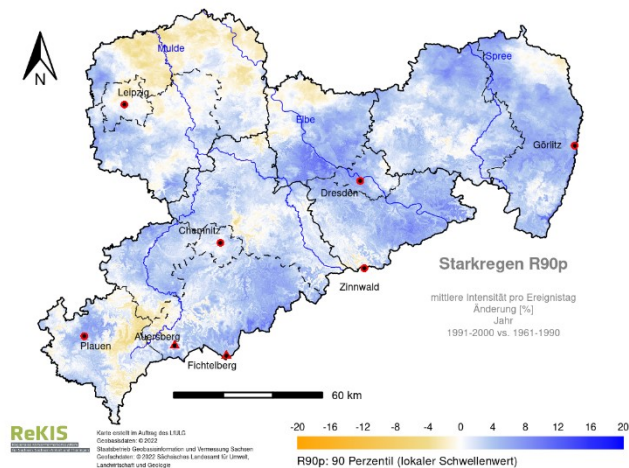 Mulde
Spree
Leipzig
Elbe
Görlitz
Dresden
Chemnitz
Starkregen R90p
Zinnwald
mittlere Intensität pro Ereignistag
Änderung [%]
Jahr
1991-2000 vs. 1961-1990
Auersberg
Plauen
Fichtelberg
N
60 km
ReKIS
Karte erstellt im Auftrag des LfULG
Geobasisdaten: © 2022
Staatsbetrieb Geobasisinformation und Vermessung Sachsen
Geofachdaten: © 2022 Sächsisches Landesamt für Umwelt,
Landwirtschaft und Geologie
-20 -16 -12 -8 -4 0 4 8 12 16 20
R90p: 90 Perzentil (lokaler Schwellenwert)